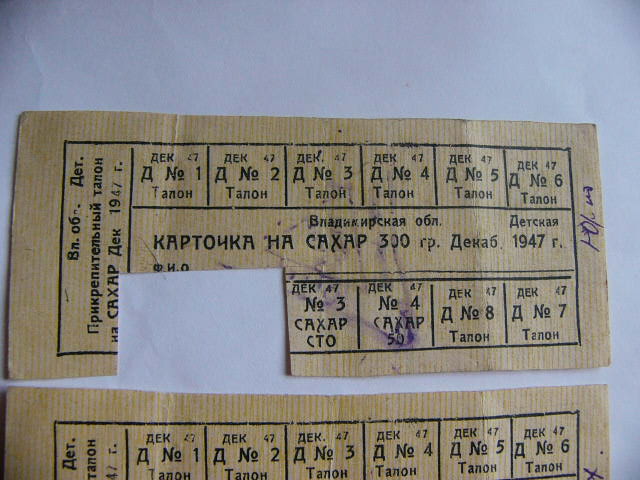 Вл. обл. Дет.
Прикрепительный талон
на САХАР Дек 1947 г.
ДЕК 47 ДЕК 47 ДЕК. 47 ДЕК 47 ДЕК 47 ДЕК 47
Д № 1 Д № 2 Д № 3 Д № 4 Д № 5 Д № 6
Талон Талон Талон Талон Талон Талон
Владимирская обл. Детская
КАРТОЧКА НА САХАР 300 гр. Декаб. 1947 г.
Ф.И.О
ДЕК 47 ДЕК 47 ДЕК 47 ДЕК 47
№ 3 № 4 Д № 8 Д № 7
САХАР САХАР Талон Талон
СТО 50
Дет.
талон
47 г.
ДЕК 47 ДЕК 47 ДЕК. 47 ДЕК 47 ДЕК 47 ДЕК 47
Д № 1 Д № 2 Д № 3 Д № 4 Д № 5 Д № 6
Талон Талон Талон Талон Талон Талон